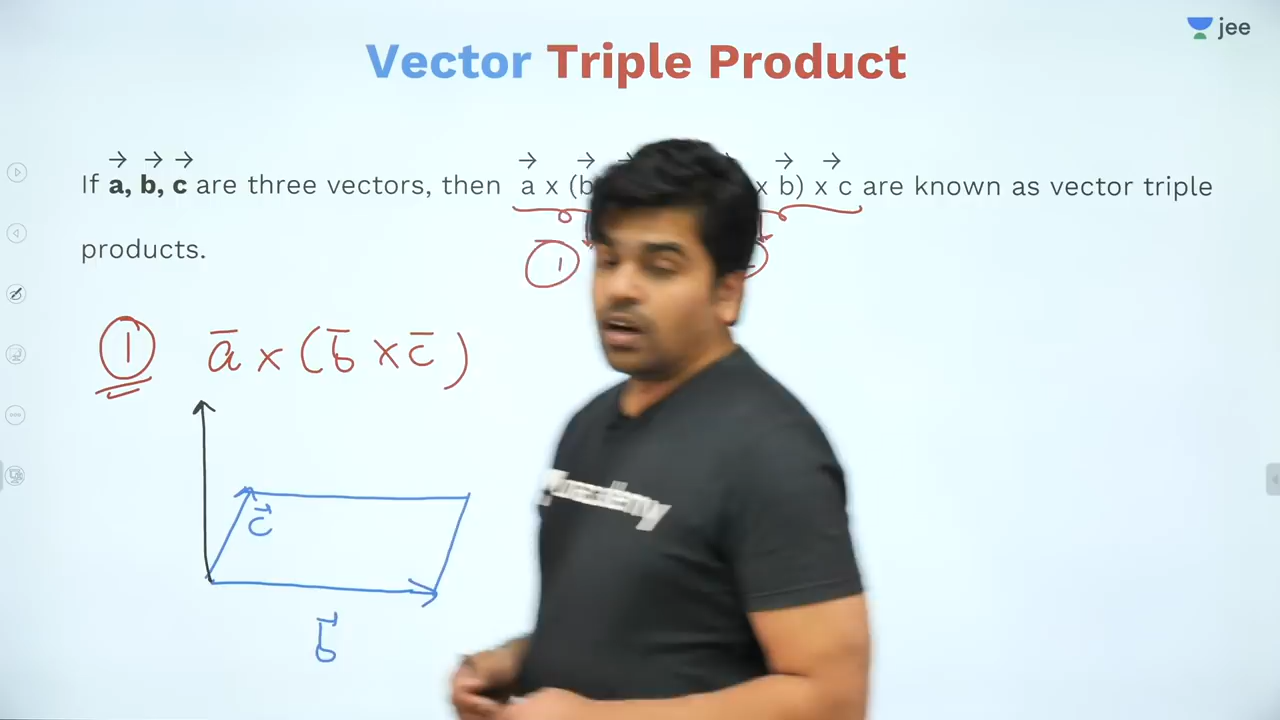 jee
Vector Triple Product
If a, b, c are three vectors, then a x (b x b) x c are known as vector triple
products.
1
1 a̅ x (b̅ x c̅)
c⃗
b⃗